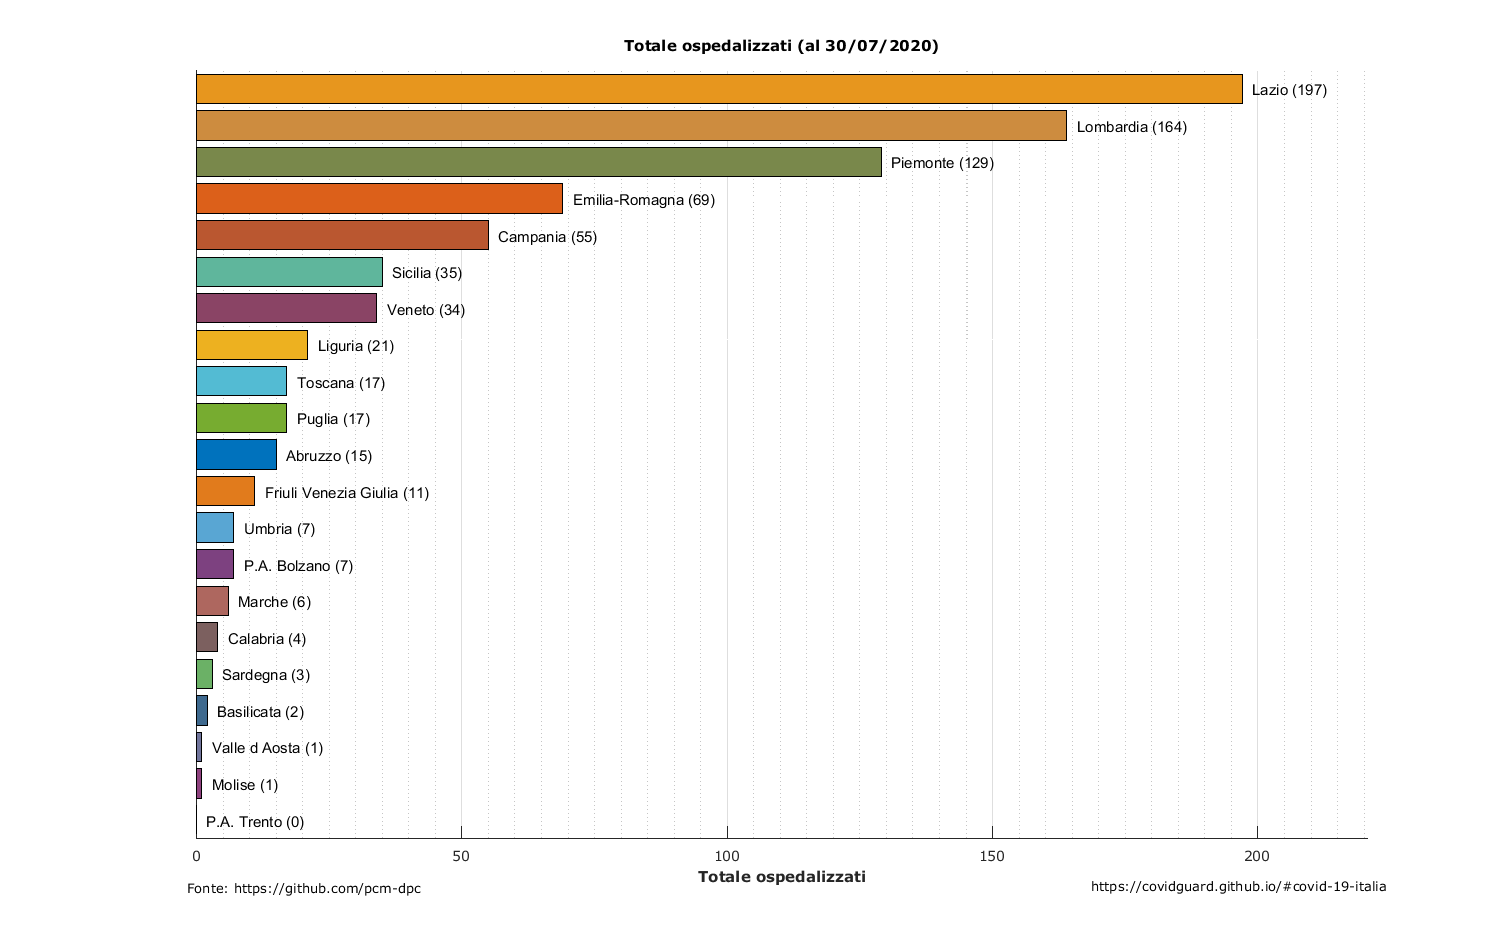 Totale ospedalizzati (al 30/07/2020)
Lazio (197)
Lombardia (164)
Piemonte (129)
Emilia-Romagna (69)
Campania (55)
Sicilia (35)
Veneto (34)
Liguria (21)
Toscana (17)
Puglia (17)
Abruzzo (15)
Friuli Venezia Giulia (11)
Umbria (7)
P.A. Bolzano (7)
Marche (6)
Calabria (4)
Sardegna (3)
Basilicata (2)
Valle d Aosta (1)
Molise (1)
P.A. Trento (0)
0 50 100 150 200
Totale ospedalizzati
Fonte: https://github.com/pcm-dpc
https://covidguard.github.io/#covid-19-italia